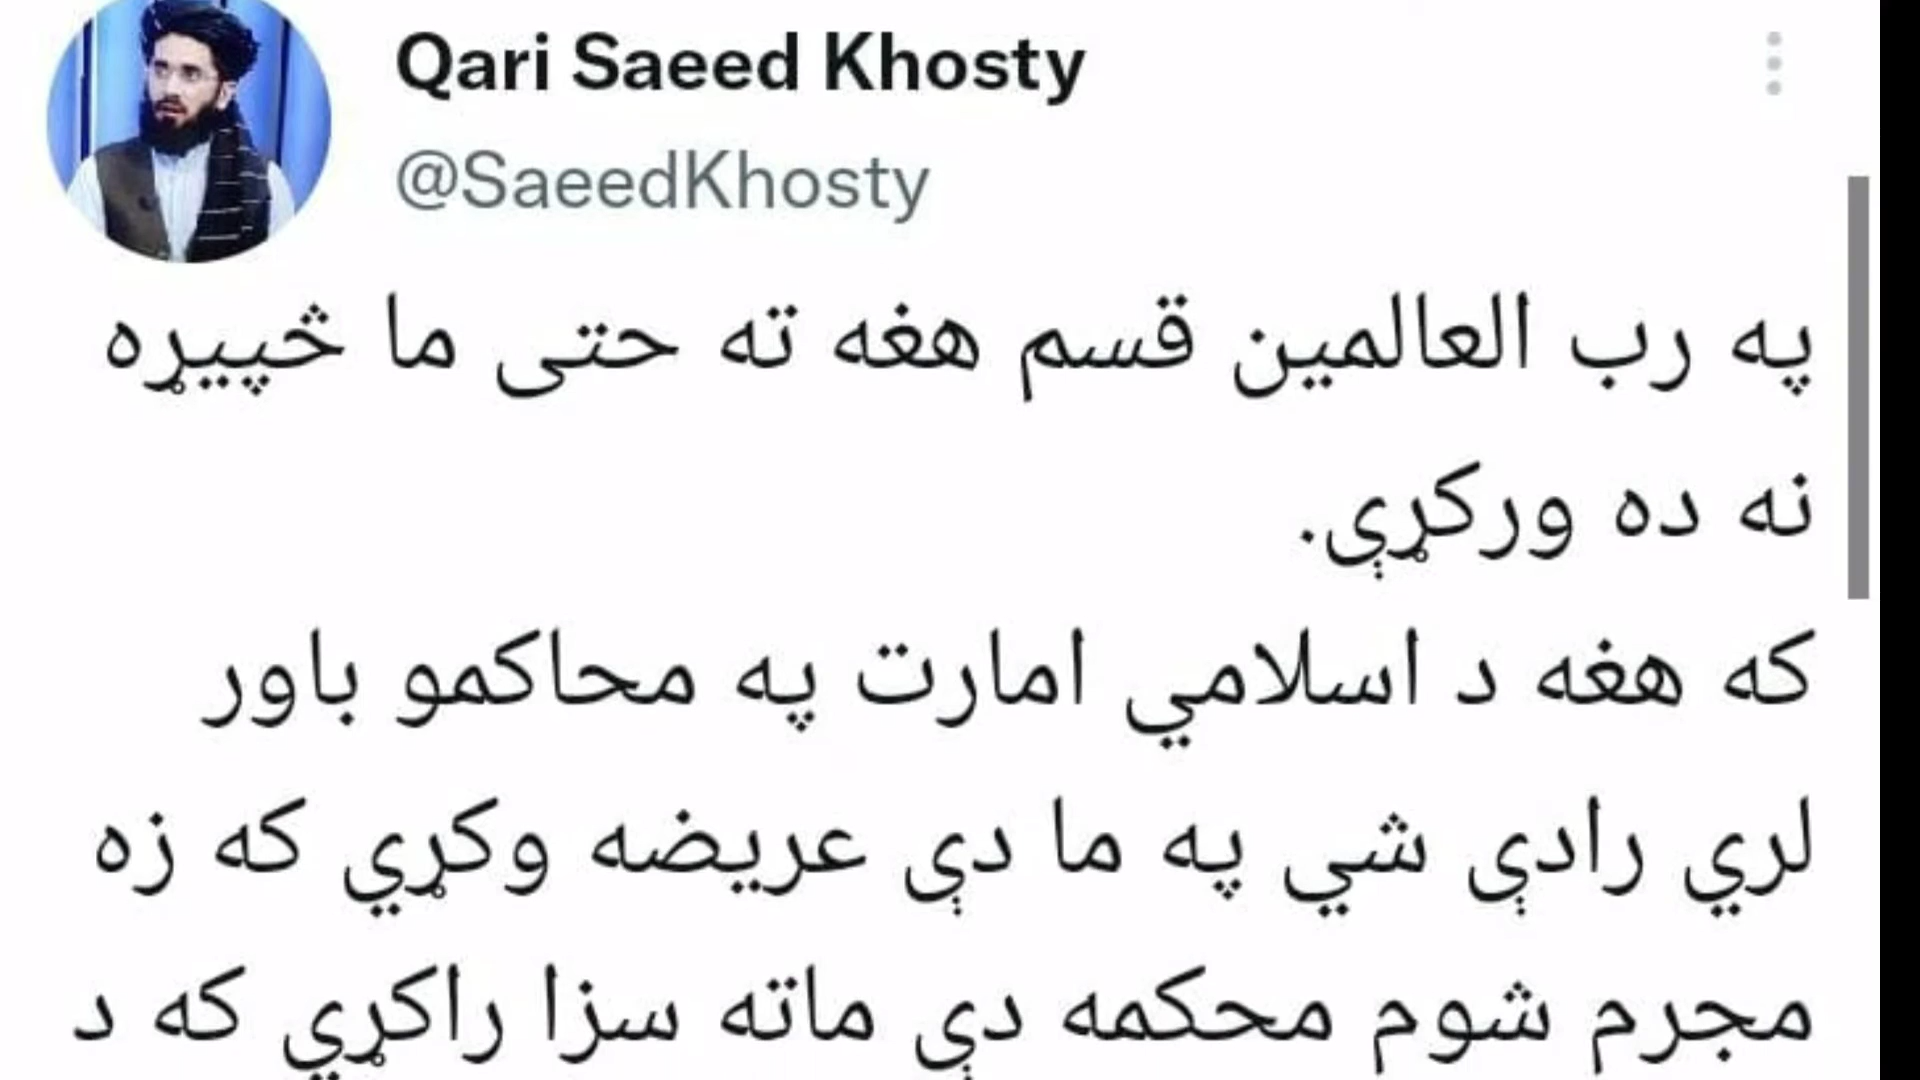 Qari Saeed Khosty
@SaeedKhosty
په رب العالمین قسم هغه ته حتی ما څپیړه
نه ده ورکړې.
که هغه د اسلامي امارت په محاکمو باور
لري رادې شي په ما دې عریضه وکړي که زه
مجرم شوم محکمه دې ماته سزا راکړي که د